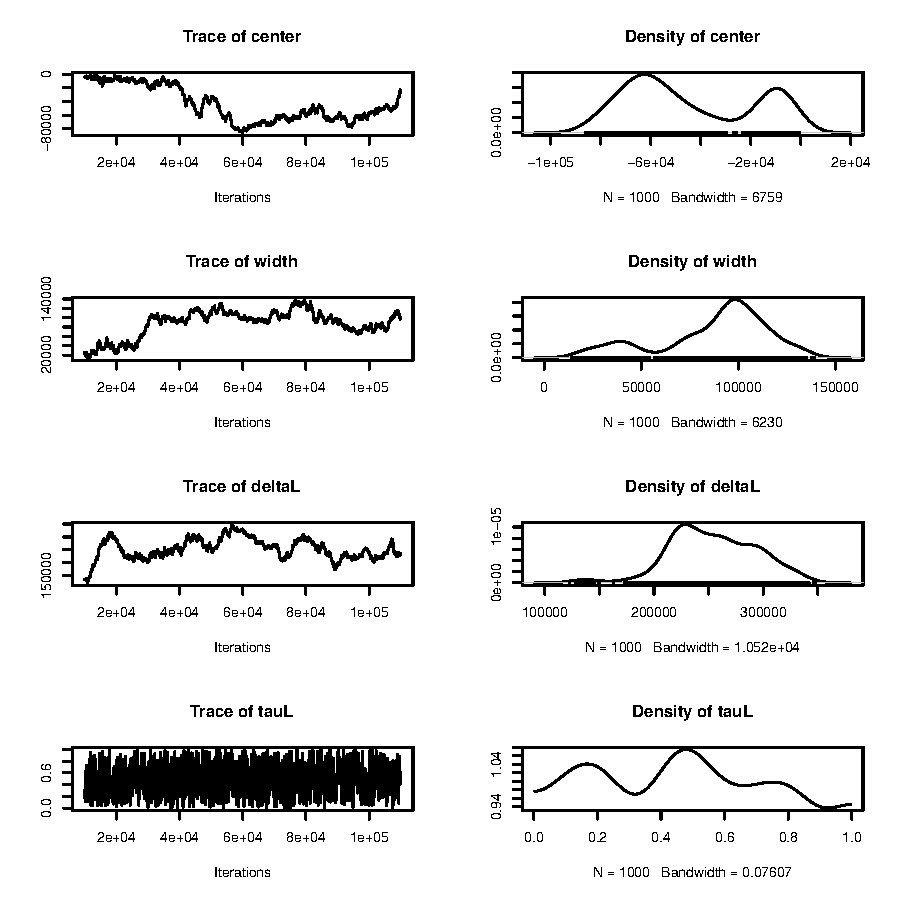 Trace of center
Density of center
0
−80000
2e+04 4e+04 6e+04 8e+04 1e+05
Iterations
0.0e+00
−1e+05 −6e+04 −2e+04 2e+04
N = 1000 Bandwidth = 6759
Trace of width
Density of width
140000
20000
2e+04 4e+04 6e+04 8e+04 1e+05
Iterations
0.0e+00
0 50000 100000 150000
N = 1000 Bandwidth = 6230
Trace of deltaL
Density of deltaL
150000
2e+04 4e+04 6e+04 8e+04 1e+05
Iterations
1e−05
0e+00
100000 200000 300000
N = 1000 Bandwidth = 1.052e+04
Trace of tauL
Density of tauL
0.6
0.0
2e+04 4e+04 6e+04 8e+04 1e+05
Iterations
1.04
0.94
0.0 0.2 0.4 0.6 0.8 1.0
N = 1000 Bandwidth = 0.07607